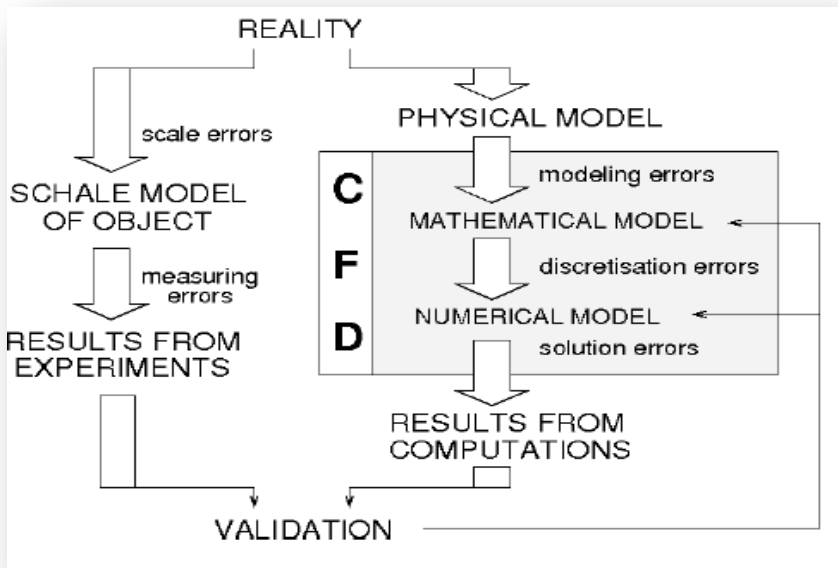 REALITY
scale errors
SCHALE MODEL
OF OBJECT
measuring
errors
RESULTS FROM
EXPERIMENTS
PHYSICAL MODEL
C
F
D
modeling errors
MATHEMATICAL MODEL
discretisation errors
NUMERICAL MODEL
solution errors
RESULTS FROM
COMPUTATIONS
VALIDATION